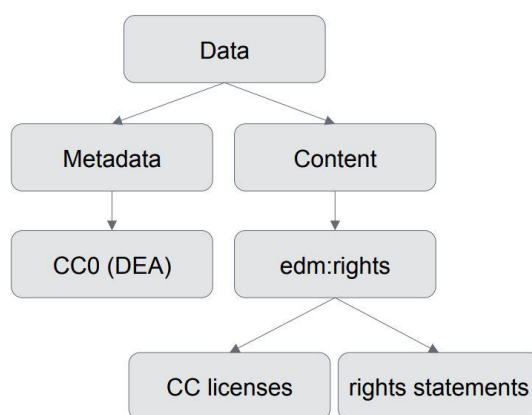 Data
Metadata
Content
CC0 (DEA)
edm:rights
CC licenses
rights statements